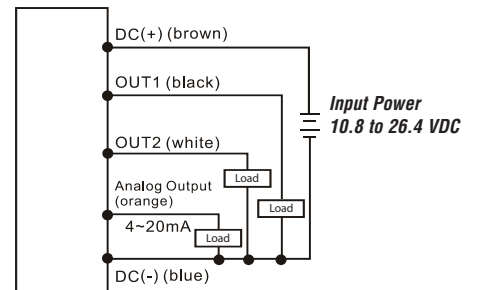 DC(+) (brown)
OUT1 (black)
Input Power
10.8 to 26.4 VDC
OUT2 (white)
Load
Analog Output
(orange)
Load
4~20mA
Load
DC(-) (blue)